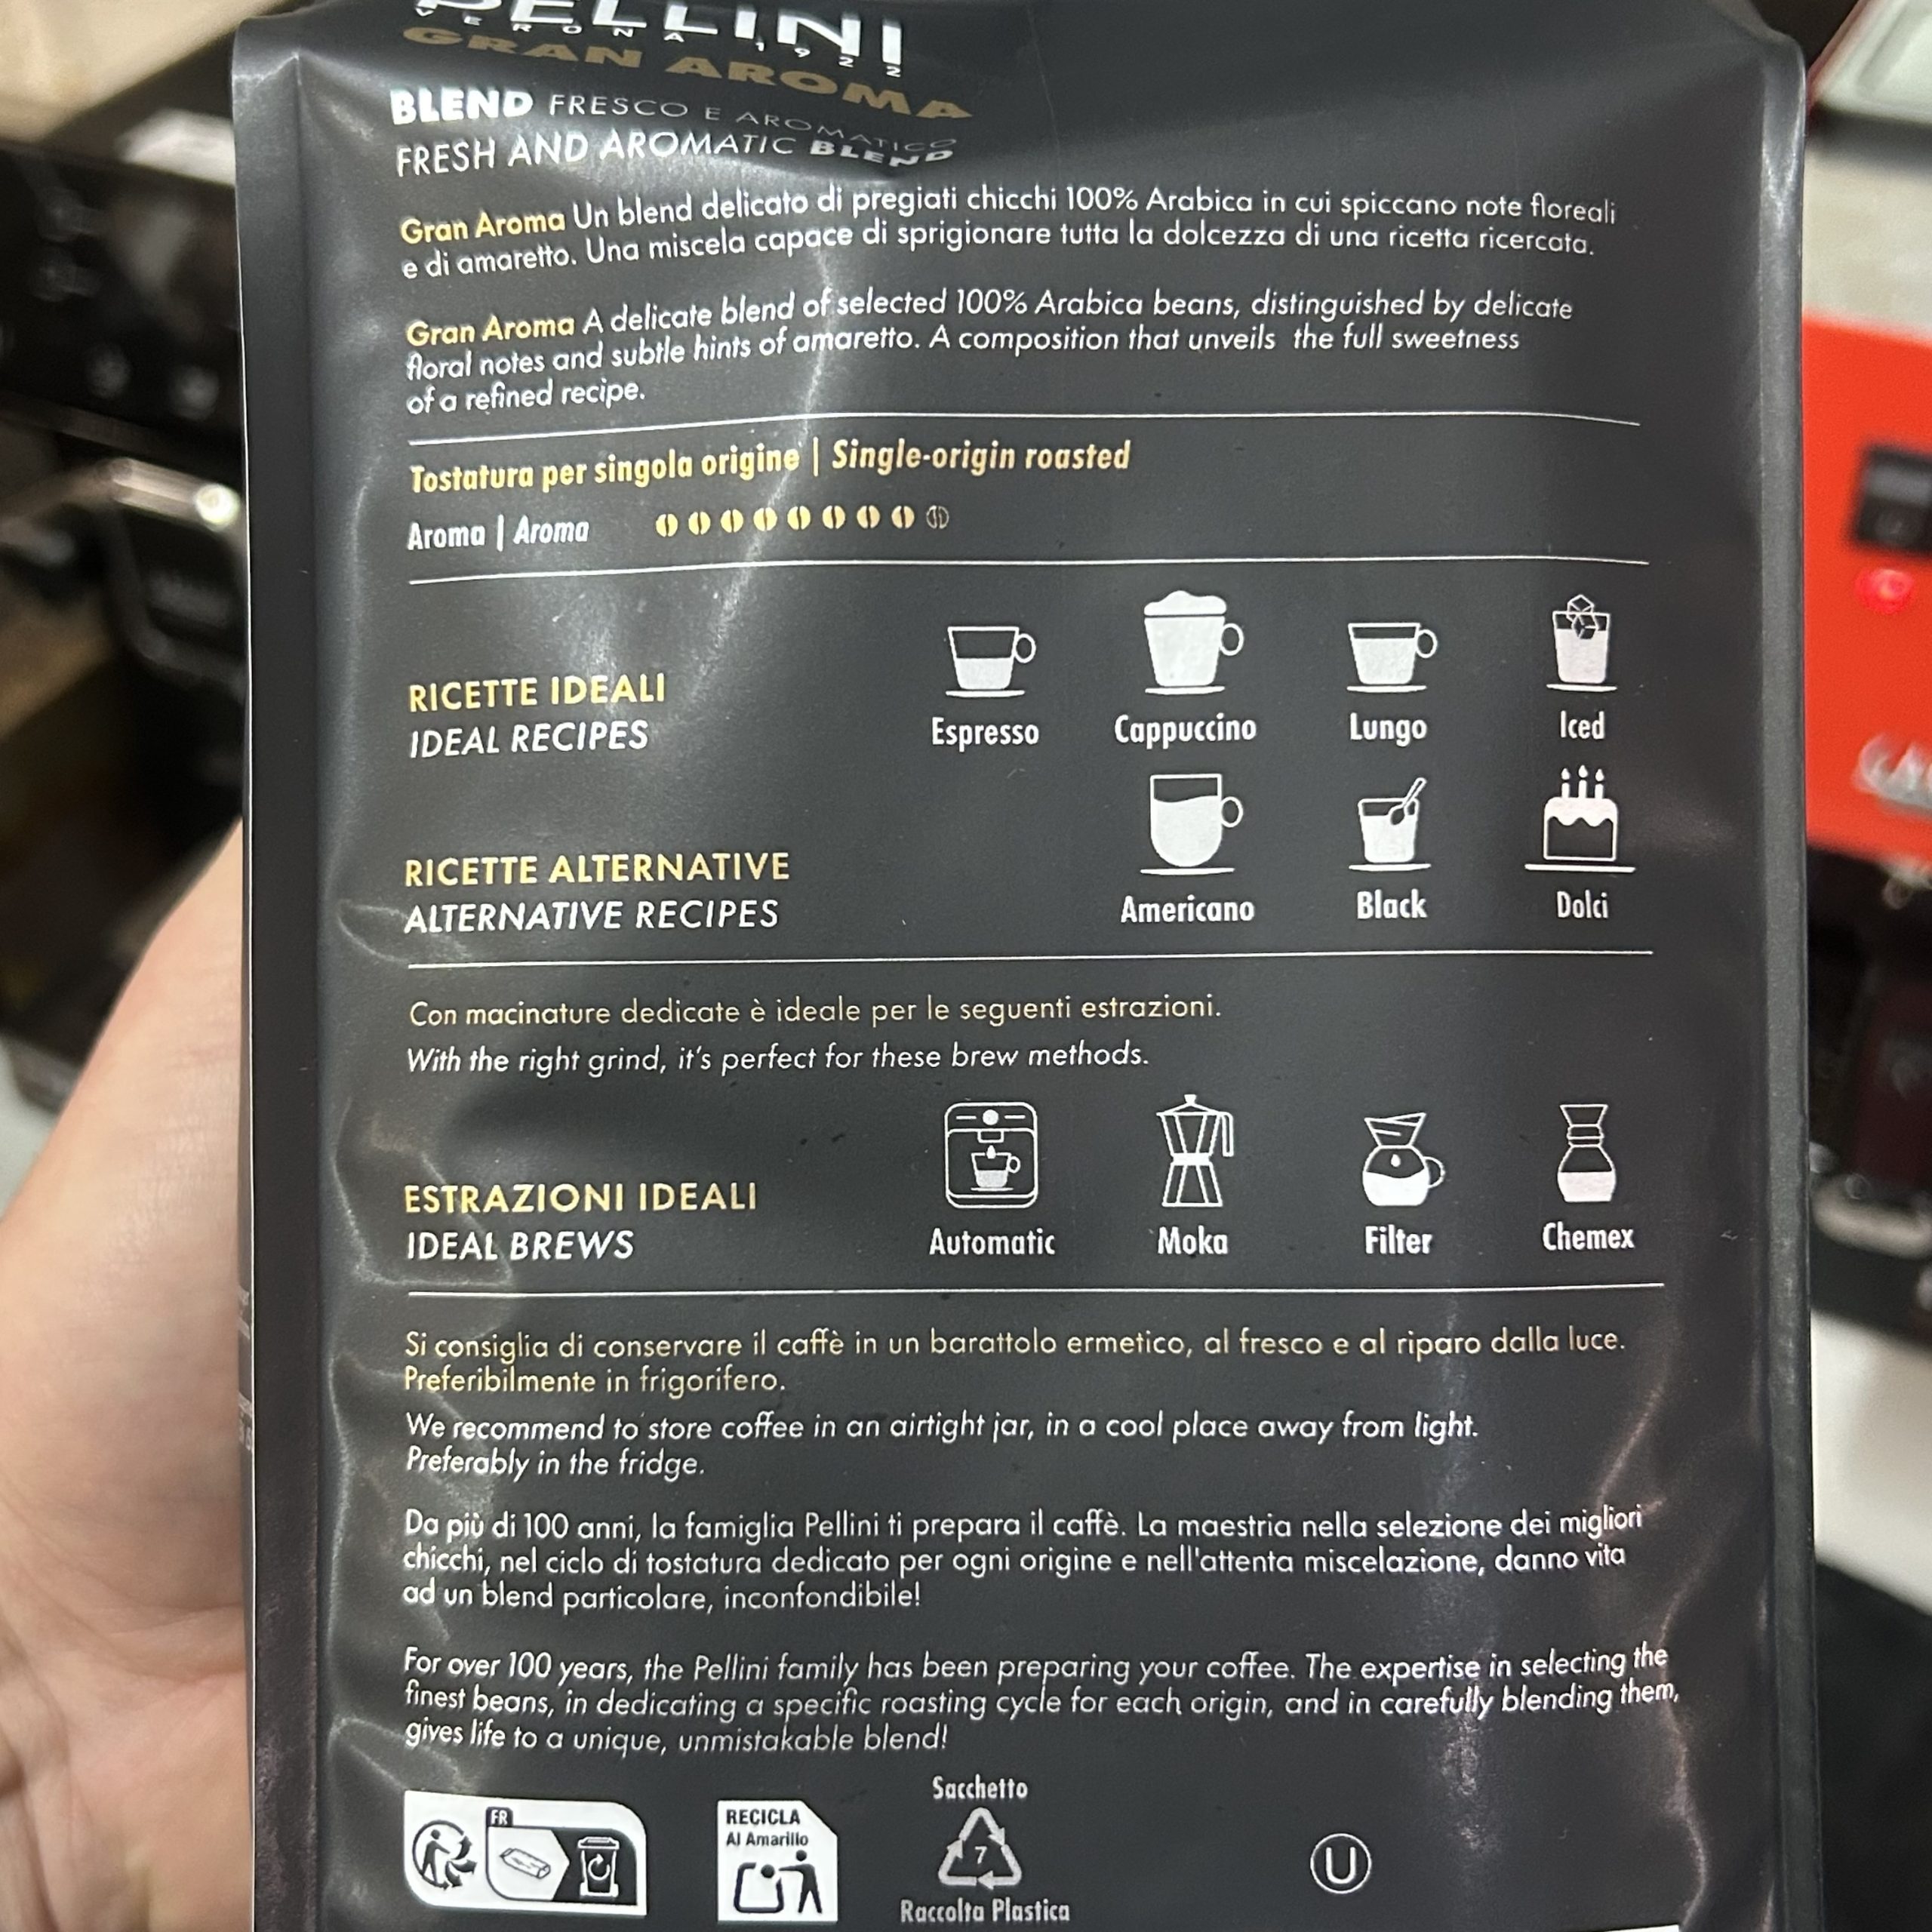 PELLINI
VERONA 1922
GRAN AROMA
BLEND FRESCO E AROMATICO
FRESH AND AROMATIC BLEND
Gran Aroma Un blend delicato di pregiati chicchi 100% Arabica in cui spiccano note floreali
e di amaretto. Una miscela capace di sprigionare tutta la dolcezza di una ricetta ricercata.
Gran Aroma A delicate blend of selected 100% Arabica beans, distinguished by delicate
floral notes and subtle hints of amaretto. A composition that unveils the full sweetness
of a refined recipe.
Tostatura per singola origine | Single-origin roasted
Aroma | Aroma
RICETTE IDEALI
IDEAL RECIPES
Espresso Cappuccino Lungo Iced
RICETTE ALTERNATIVE
ALTERNATIVE RECIPES
Americano Black Dolci
Con macinature dedicate è ideale per le seguenti estrazioni.
With the right grind, it's perfect for these brew methods.
ESTRAZIONI IDEALI
IDEAL BREWS
Automatic Moka Filter Chemex
Si consiglia di conservare il caffè in un barattolo ermetico, al fresco e al riparo dalla luce.
Preferibilmente in frigorifero.
We recommend to store coffee in an airtight jar, in a cool place away from light.
Preferably in the fridge.
Da più di 100 anni, la famiglia Pellini ti prepara il caffè. La maestria nella selezione dei migliori
chicchi, nel ciclo di tostatura dedicato per ogni origine e nell'attenta miscelazione, danno vita
ad un blend particolare, inconfondibile!
For over 100 years, the Pellini family has been preparing your coffee. The expertise in selecting the
finest beans, in dedicating a specific roasting cycle for each origin, and in carefully blending them,
gives life to a unique, unmistakable blend!
FR
RECICLA
Al Amarillo
Sacchetto
7
Raccolta Plastica
U